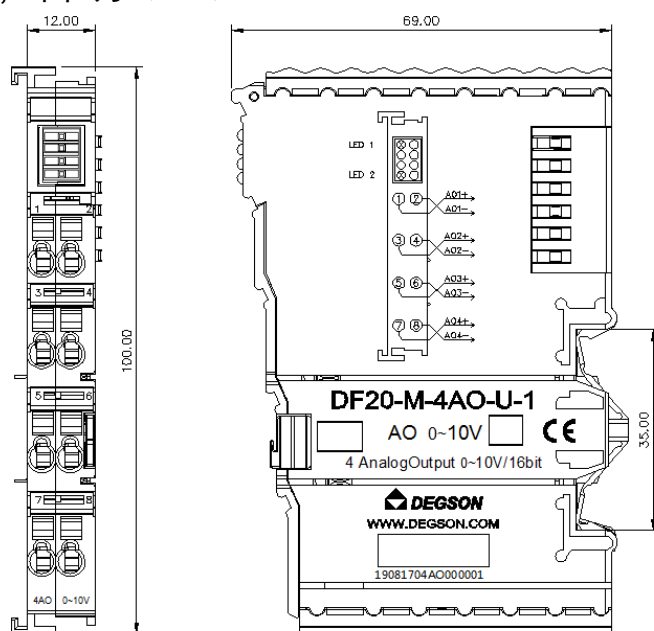 12.00
69.00
100.00
35.00
1 2
3 4
5 6
7 8
4AO 0~10V
LED 1
LED 2
① ② AO1+
AO1-
③ ④ AO2+
AO2-
⑤ ⑥ AO3+
AO3-
⑦ ⑧ AO4+
AO4-
DF20-M-4AO-U-1
AO 0~10V CE
4 AnalogOutput 0~10V/16bit
DEGSON
WWW.DEGSON.COM
19081704AO000001